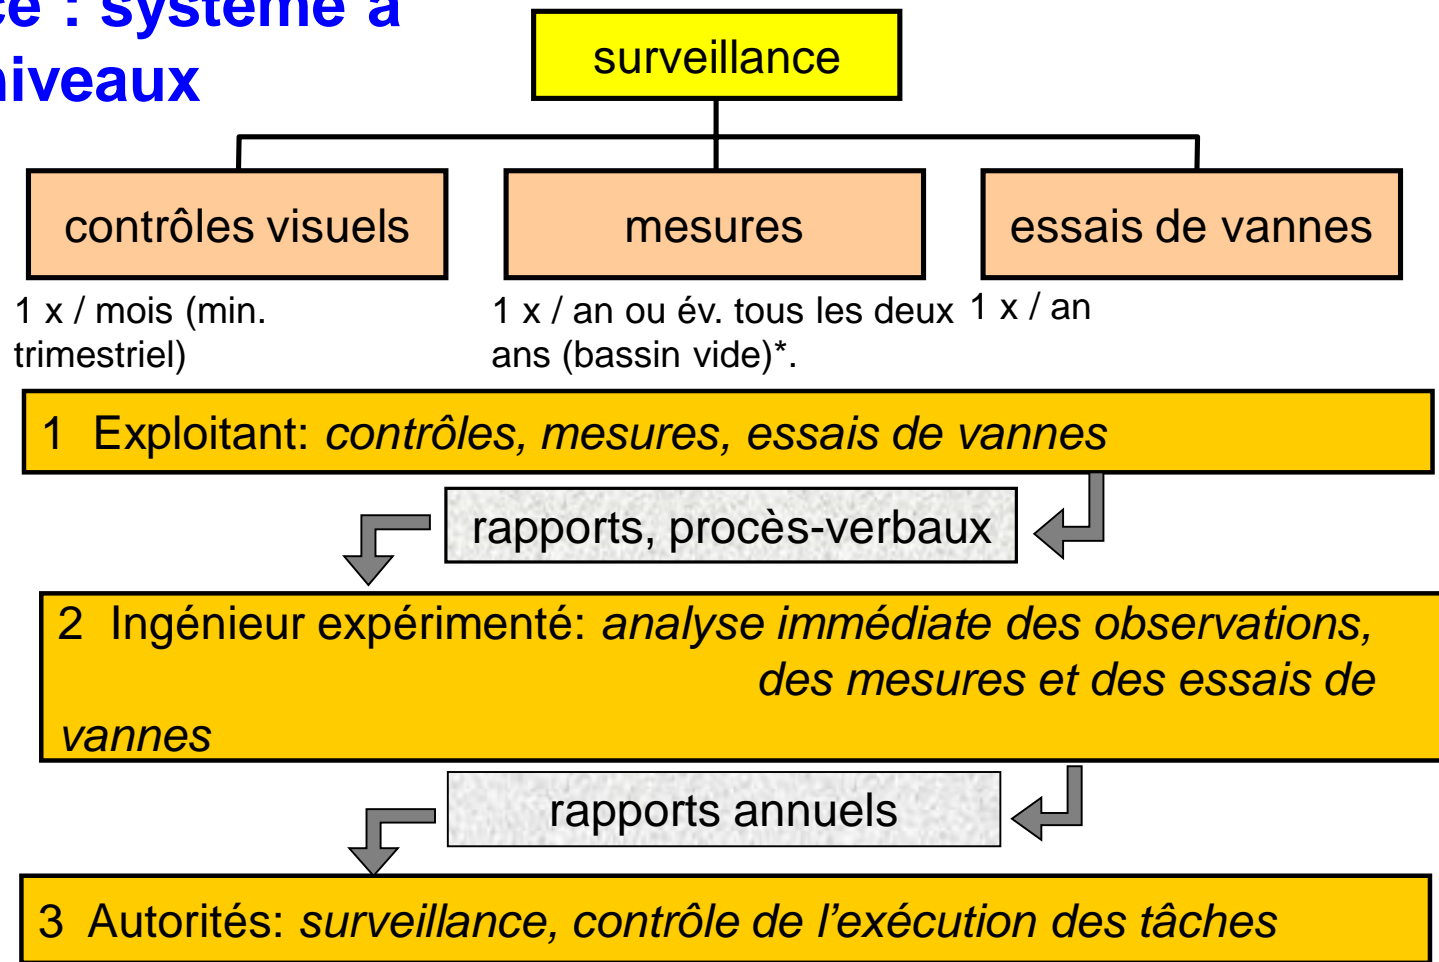 ce : système à
niveaux
surveillance
contrôles visuels
mesures
essais de vannes
1 x / mois (min.
trimestriel)
1 x / an ou év. tous les deux
ans (bassin vide)*.
1 x / an
1 Exploitant: contrôles, mesures, essais de vannes
rapports, procès-verbaux
2 Ingénieur expérimenté: analyse immédiate des observations,
des mesures et des essais de
vannes
rapports annuels
3 Autorités: surveillance, contrôle de l’exécution des tâches